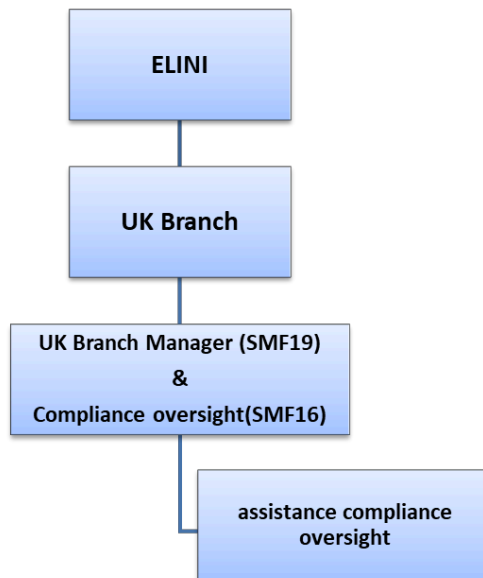 ELINI
UK Branch
UK Branch Manager (SMF19)
&
Compliance oversight(SMF16)
assistance compliance
oversight